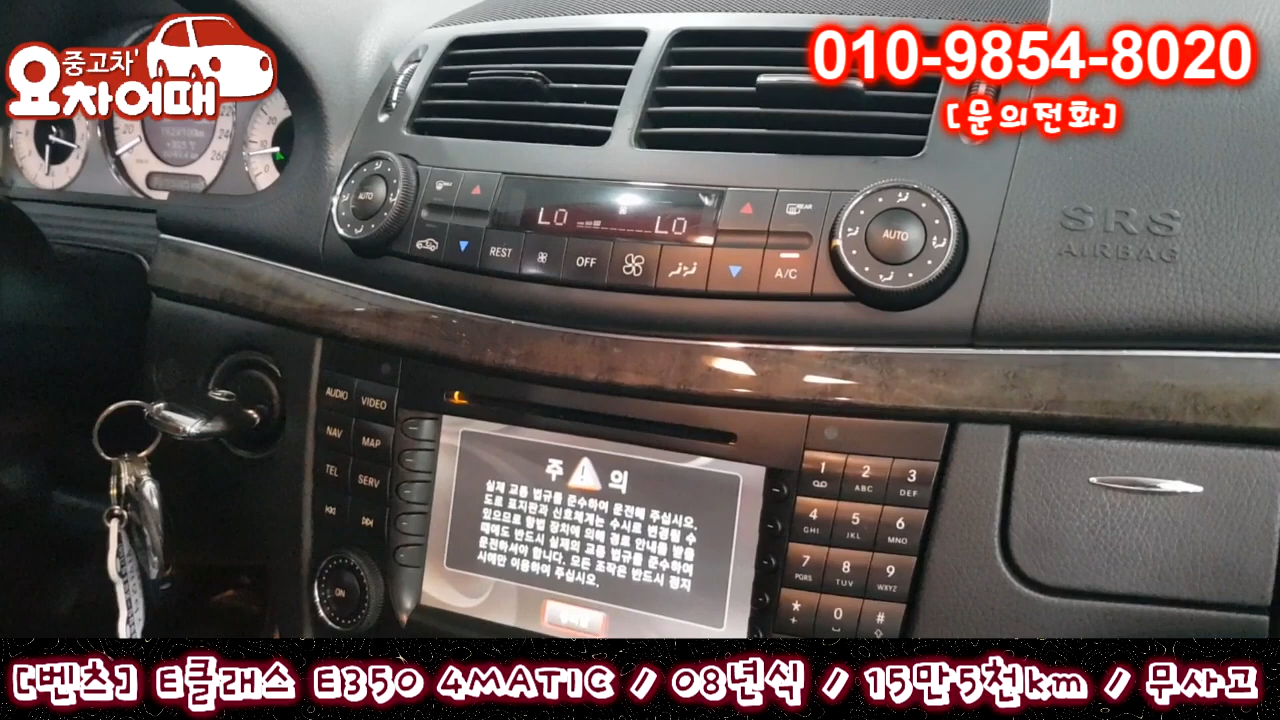 중고차'
요차어때
010-9854-8020
[문의전화]
220
20
240
260
AUTO
LO
LO
REAR
AUTO
REST
OFF
A/C
SRS
AIRBAG
AUDIO
VIDEO
NAV
MAP
TEL
SERV
ON
주 의
실제 교통 법규를 준수하여 운전해 주십시오.
도로 표지판과 신호체계는 수시로 변경될 수
있으므로 항법 장치에 의해 경로 안내를 받을
때에도 반드시 실제의 교통 법규를 준수하여
운전하셔야 합니다. 모든 조작은 반드시 정지
시에만 이용하여 주십시오.
1
2 ABC
3 DEF
4 GHI
5 JKL
6 MNO
7 PQRS
8 TUV
9 WXYZ
* +
0
#
[벤츠] E클래스 E350 4MATIC / 08년식 / 15만5천km / 무사고